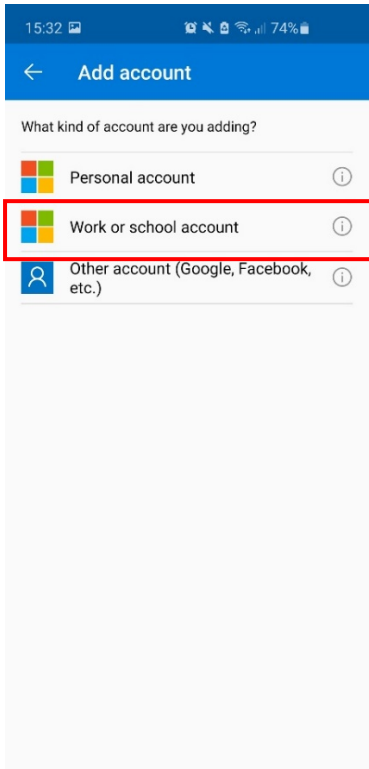 15:32 74%
Add account
What kind of account are you adding?
Personal account
Work or school account
Other account (Google, Facebook,
etc.)